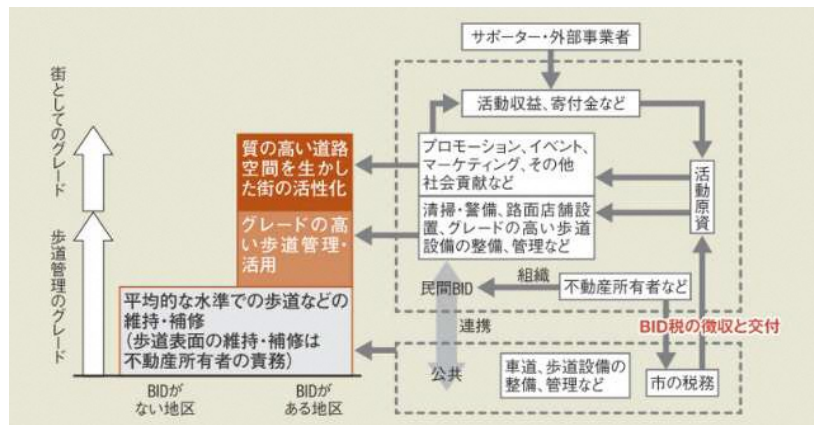 サポーター・外部事業者
活動収益、寄付金など
街としてのグレード
質の高い道路
空間を生かし
た街の活性化
プロモーション、イベント、
マーケティング、その他
社会貢献など
活動原資
歩道管理のグレード
グレードの高
い歩道管理・
活用
清掃・警備、路面店舗設
置、グレードの高い歩道
設備の整備、管理など
組織
民間BID
不動産所有者など
平均的な水準での歩道などの
維持・補修
(歩道表面の維持・補修は
不動産所有者の責務)
連携
BID税の徴収と交付
公共
車道、歩道設備の
整備、管理など
市の税務
BIDが
ない地区
BIDが
ある地区